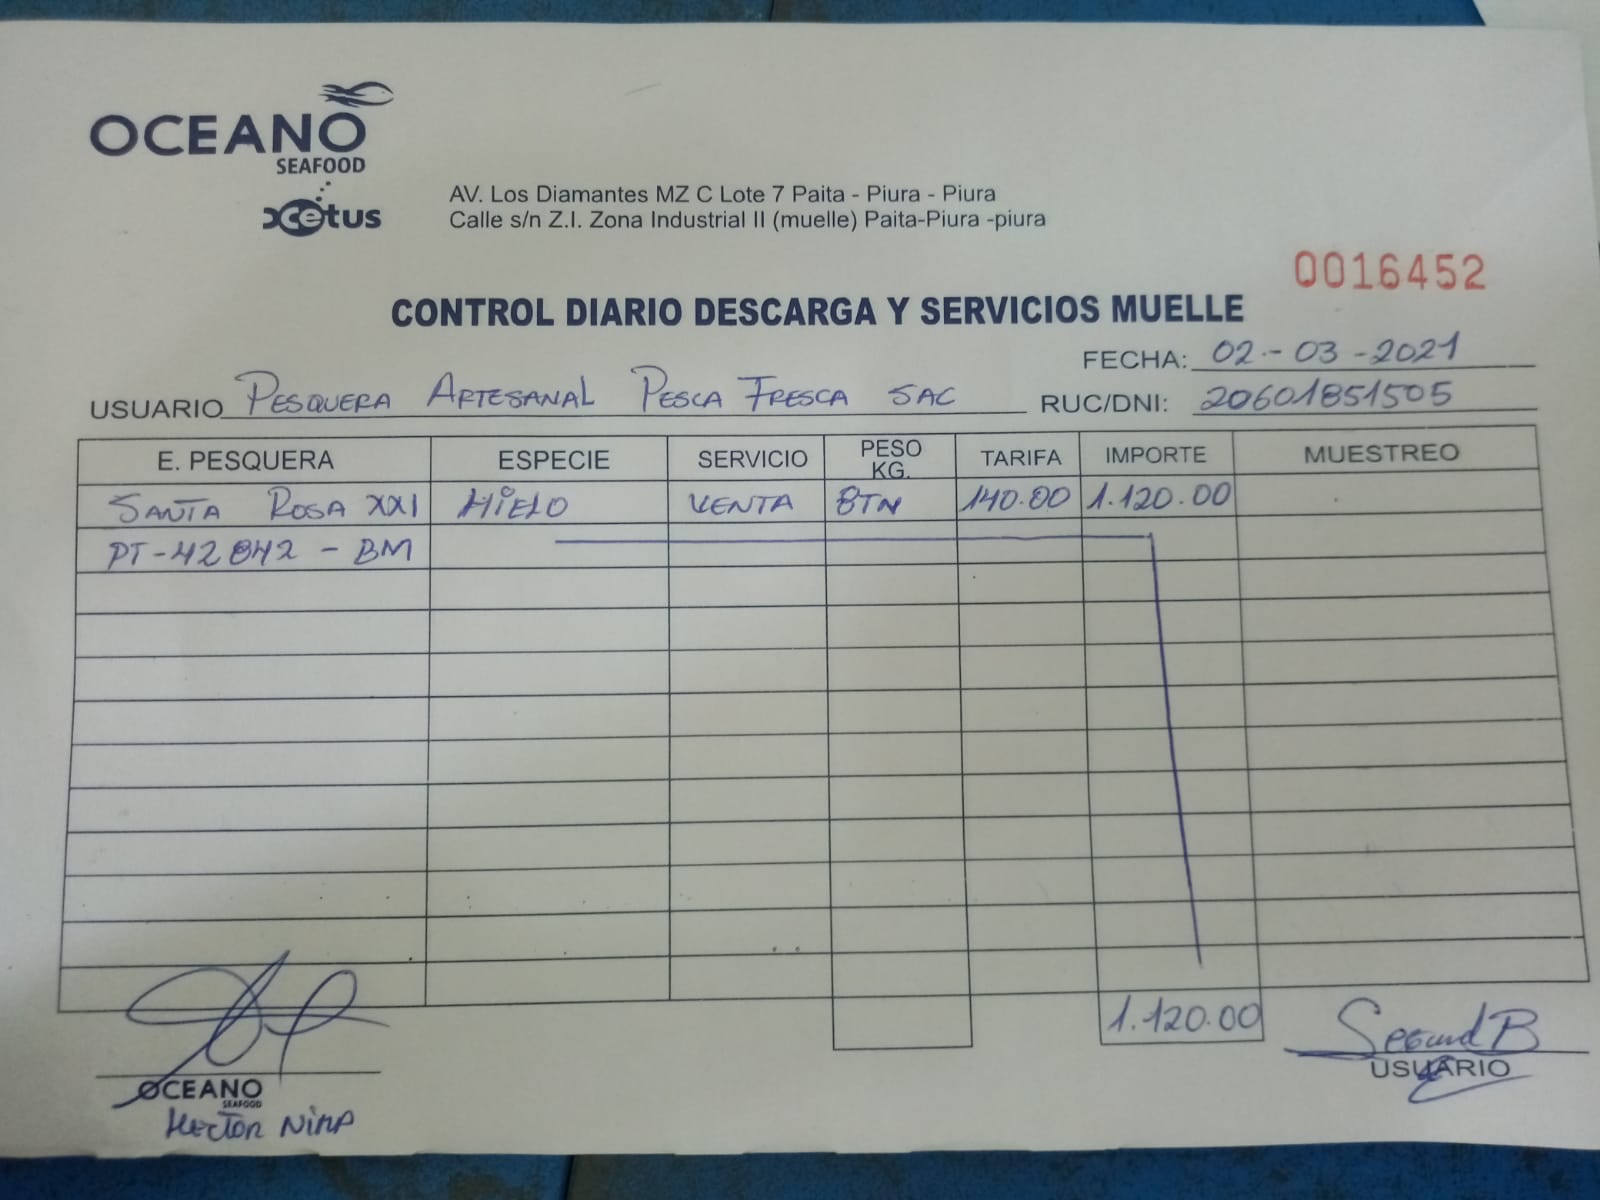 OCEANO
SEAFOOD
xcetus
AV. Los Diamantes MZ C Lote 7 Paita - Piura - Piura
Calle s/n Z.I. Zona Industrial II (muelle) Paita-Piura -piura
0016452
CONTROL DIARIO DESCARGA Y SERVICIOS MUELLE
FECHA: 02-03-2021
USUARIO PESQUERA ARTESANAL PESCA FRESCA SAC RUC/DNI: 20601851505
E. PESQUERA ESPECIE SERVICIO PESO KG. TARIFA IMPORTE MUESTREO
SANTA ROSA XXI HIELO VENTA 8TN 140.00 1.120.00
PT-42842-BM
1.120.00
OCEANO
SEAFOOD
HECTOR NIMA
Segund B
USUARIO